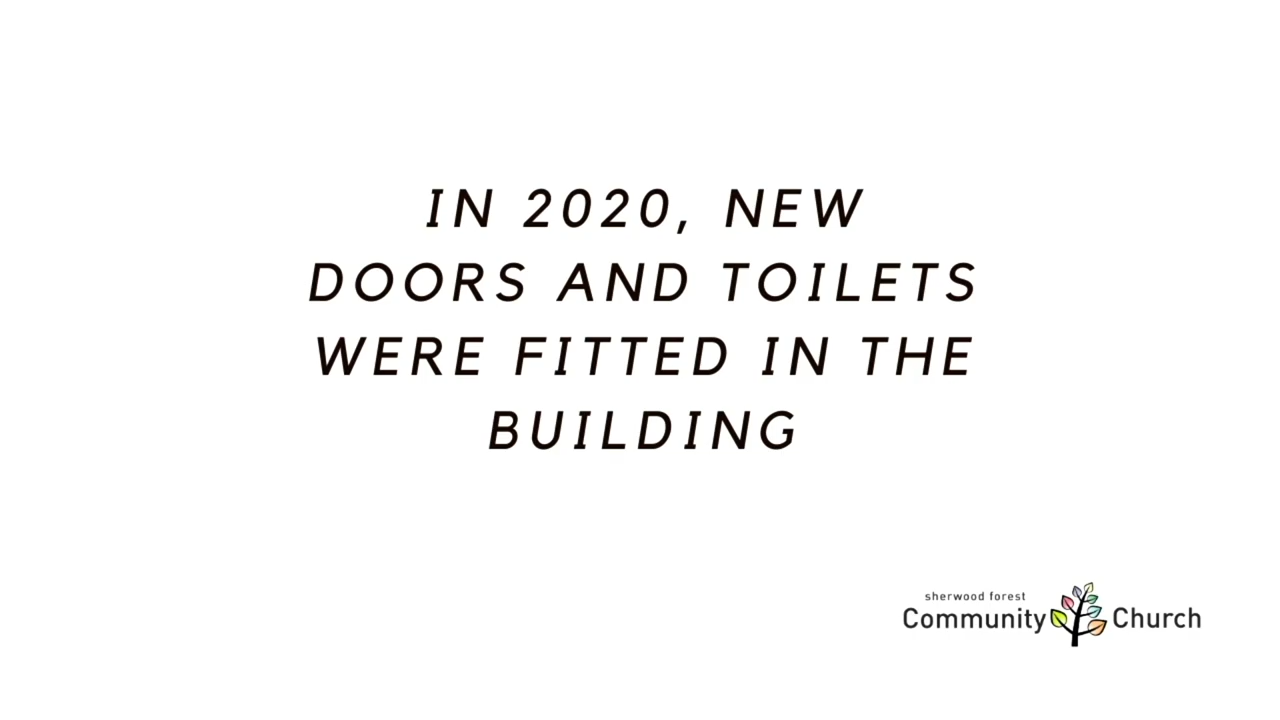 IN 2020, NEW
DOORS AND TOILETS
WERE FITTED IN THE
BUILDING
sherwood forest
Community Church